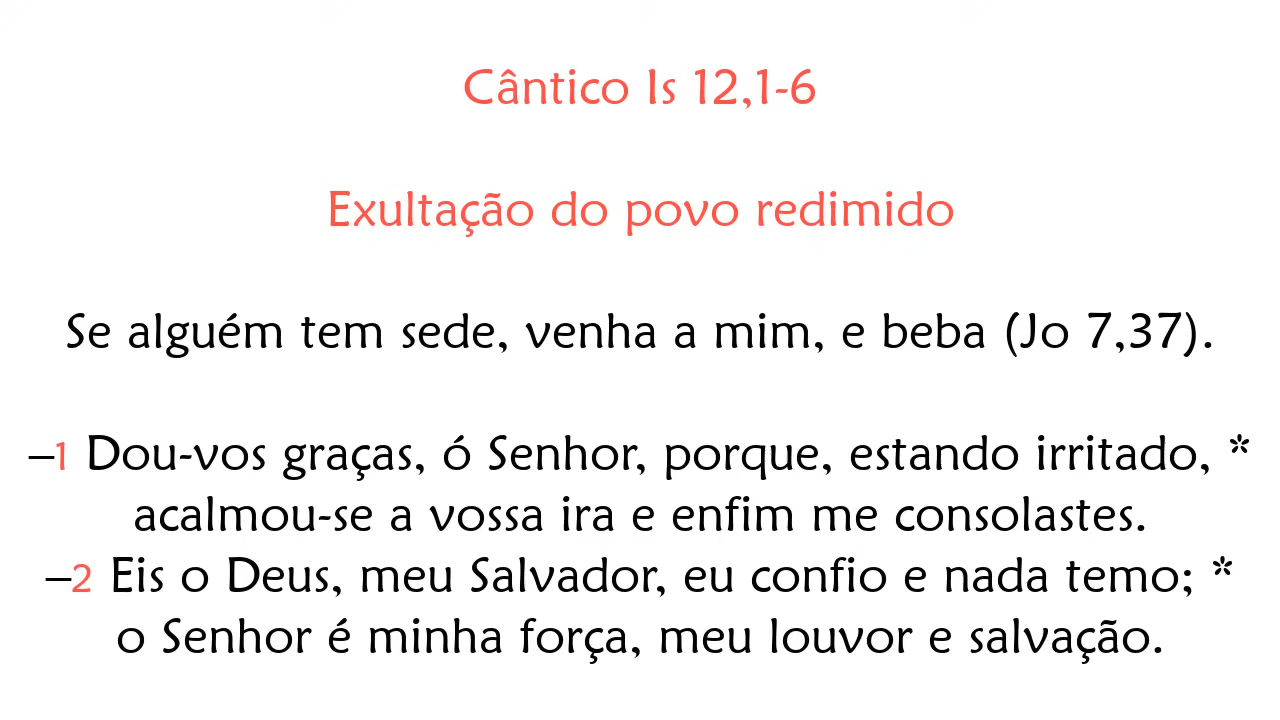 Cântico Is 12,1-6
Exultação do povo redimido
Se alguém tem sede, venha a mim, e beba (Jo 7,37).
–1 Dou-vos graças, ó Senhor, porque, estando irritado, *
acalmou-se a vossa ira e enfim me consolastes.
–2 Eis o Deus, meu Salvador, eu confio e nada temo; *
o Senhor é minha força, meu louvor e salvação.